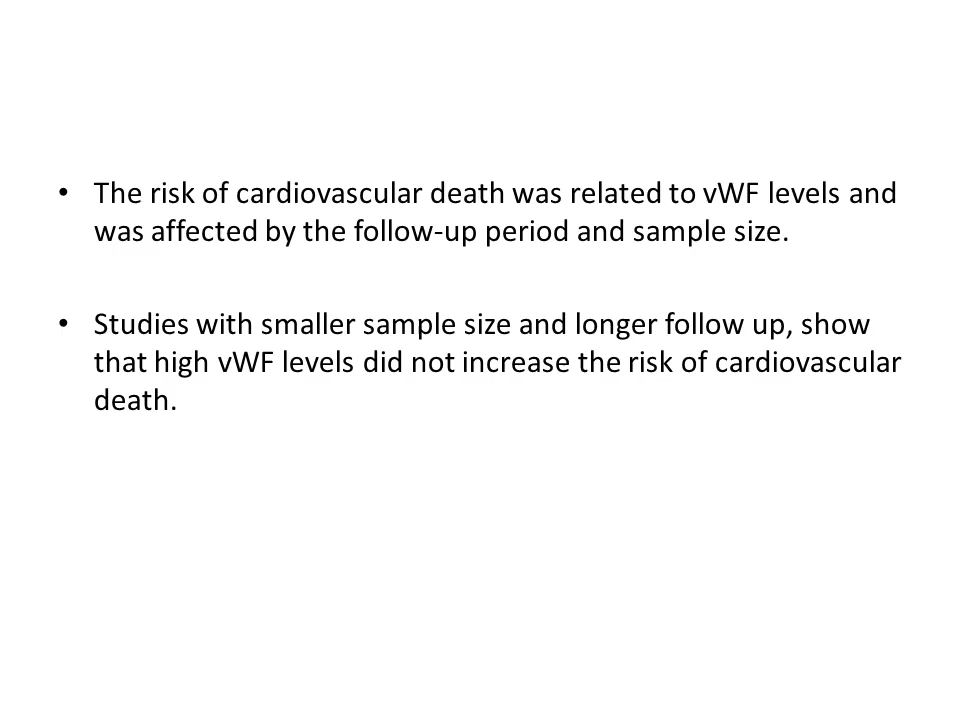 • The risk of cardiovascular death was related to vWF levels and
was affected by the follow-up period and sample size.
• Studies with smaller sample size and longer follow up, show
that high vWF levels did not increase the risk of cardiovascular
death.